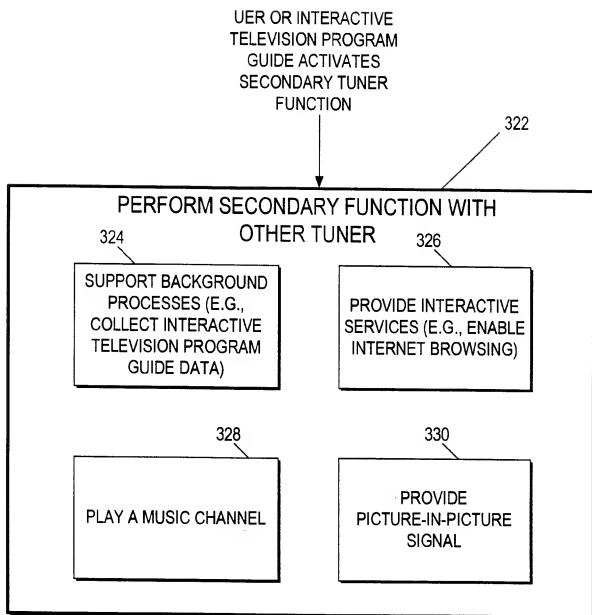 UER OR INTERACTIVE
TELEVISION PROGRAM
GUIDE ACTIVATES
SECONDARY TUNER
FUNCTION
322
PERFORM SECONDARY FUNCTION WITH
OTHER TUNER
324
SUPPORT BACKGROUND
PROCESSES (E.G.,
COLLECT INTERACTIVE
TELEVISION PROGRAM
GUIDE DATA)
326
PROVIDE INTERACTIVE
SERVICES (E.G., ENABLE
INTERNET BROWSING)
328
PLAY A MUSIC CHANNEL
330
PROVIDE
PICTURE-IN-PICTURE
SIGNAL